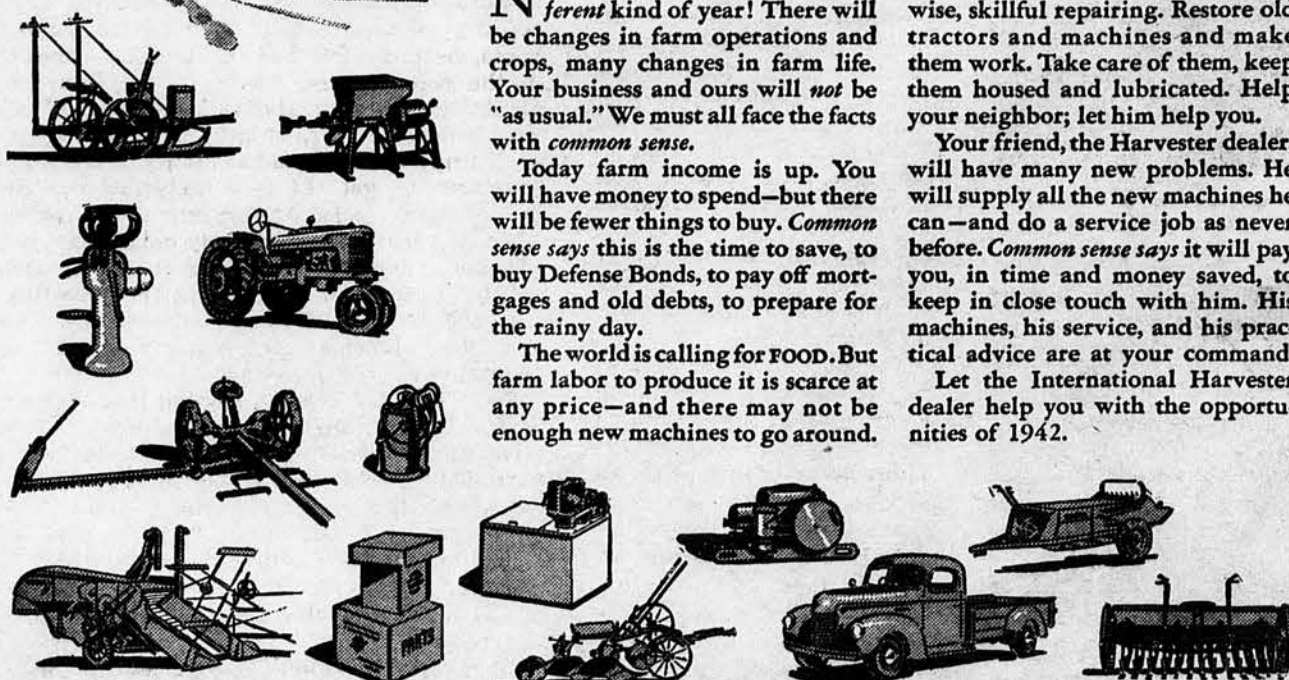 N ferent kind of year! There will
be changes in farm operations and
crops, many changes in farm life.
Your business and ours will not be
"as usual." We must all face the facts
with common sense.
Today farm income is up. You
will have money to spend—but there
will be fewer things to buy. Common
sense says this is the time to save, to
buy Defense Bonds, to pay off mort-
gages and old debts, to prepare for
the rainy day.
The world is calling for FOOD. But
farm labor to produce it is scarce at
any price—and there may not be
enough new machines to go around.
wise, skillful repairing. Restore old
tractors and machines and make
them work. Take care of them, keep
them housed and lubricated. Help
your neighbor; let him help you.
Your friend, the Harvester dealer
will have many new problems. He
will supply all the new machines he
can—and do a service job as never
before. Common sense says it will pay
you, in time and money saved, to
keep in close touch with him. His
machines, his service, and his prac
tical advice are at your command
Let the International Harvester
dealer help you with the opportu
nities of 1942.
PARTS